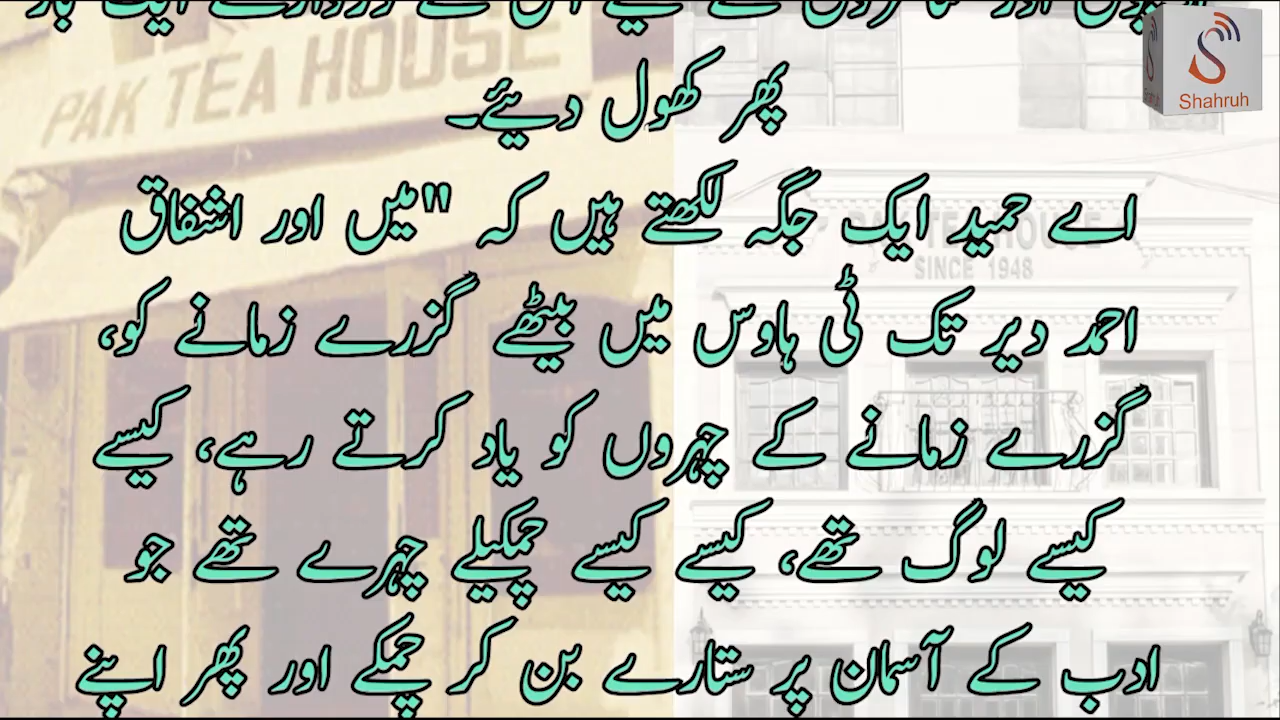 پھر کھول دیئے۔
اے حمید ایک جگہ لکھتے ہیں کہ "میں اور اشفاق
احمد دیر تک ٹی ہاوس میں بیٹھے گزرے زمانے کو،
گزرے زمانے کے چہروں کو یاد کرتے رہے، کیسے
کیسے لوگ تھے، کیسے کیسے چمکیلے چہرے تھے جو
ادب کے آسمان پر ستارے بن کر چمکے اور پھر اپنے
PAK TEA HOUSE
TEA HOUSE
SINCE 1948
Shahruh